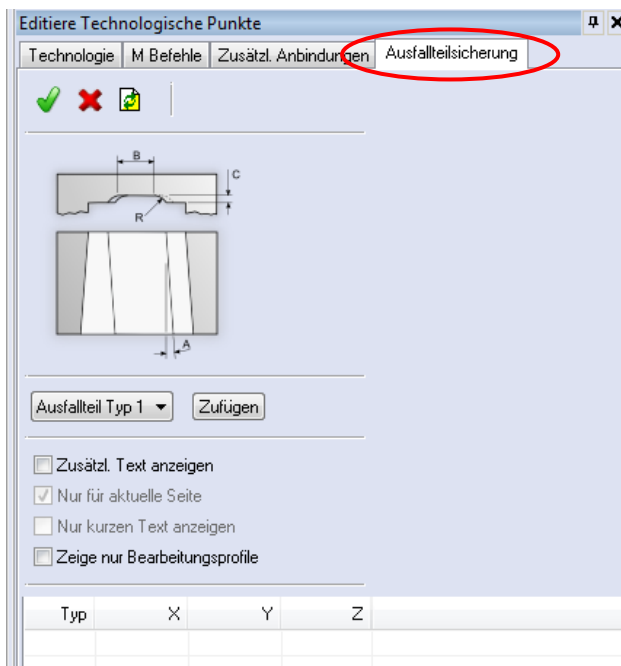 Editiere Technologische Punkte
Technologie M Befehle Zusätzl. Anbindungen Ausfallteilsicherung
B
C
R
A
Ausfallteil Typ 1 Zufügen
Zusätzl. Text anzeigen
Nur für aktuelle Seite
Nur kurzen Text anzeigen
Zeige nur Bearbeitungsprofile
Typ X Y Z